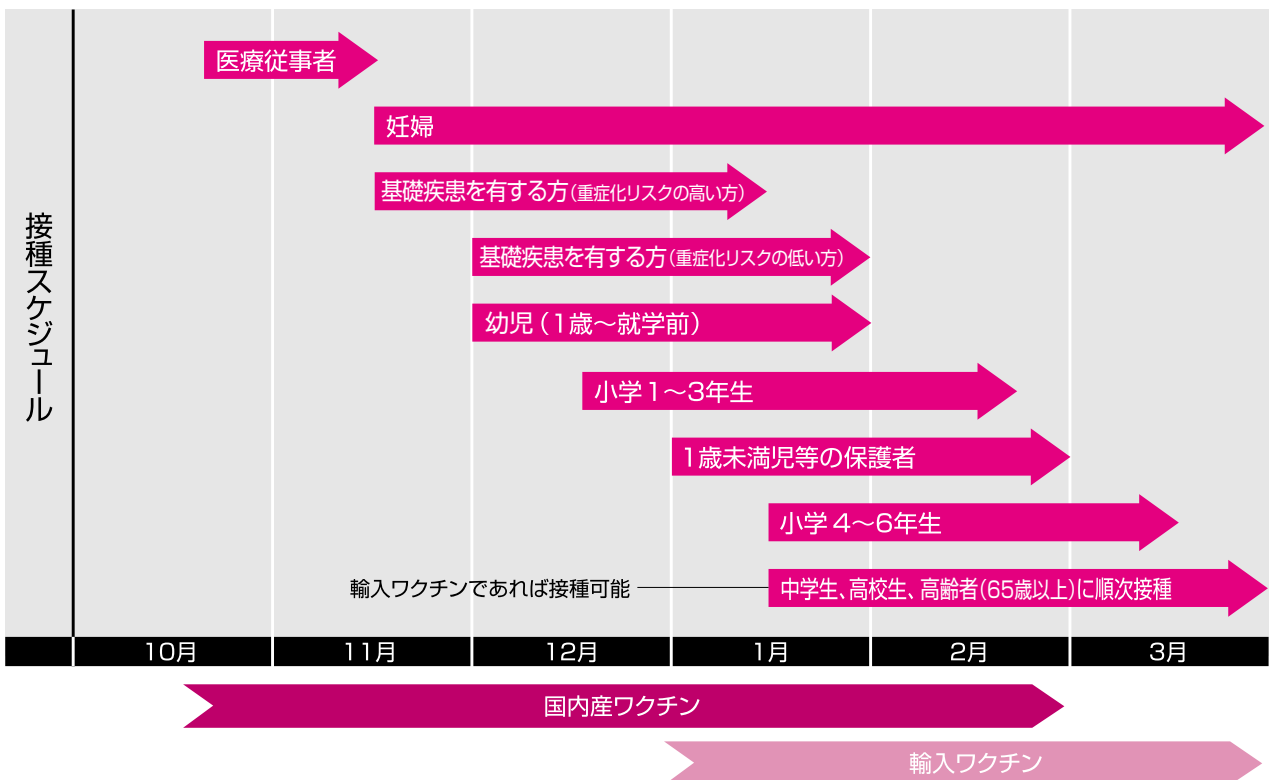 接種スケジュール
医療従事者
妊婦
基礎疾患を有する方(重症化リスクの高い方)
基礎疾患を有する方(重症化リスクの低い方)
幼児(1歳～就学前)
小学1～3年生
1歳未満児等の保護者
小学4～6年生
輸入ワクチンであれば接種可能
中学生、高校生、高齢者(65歳以上)に順次接種
10月 11月 12月 1月 2月 3月
国内産ワクチン
輸入ワクチン